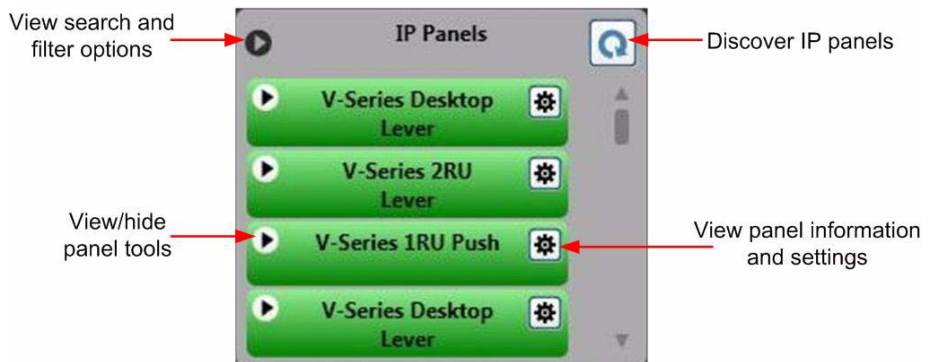 View search and
filter options
IP Panels
Discover IP panels
V-Series Desktop
Lever
V-Series 2RU
Lever
View/hide
panel tools
V-Series 1RU Push
View panel information
and settings
V-Series Desktop
Lever